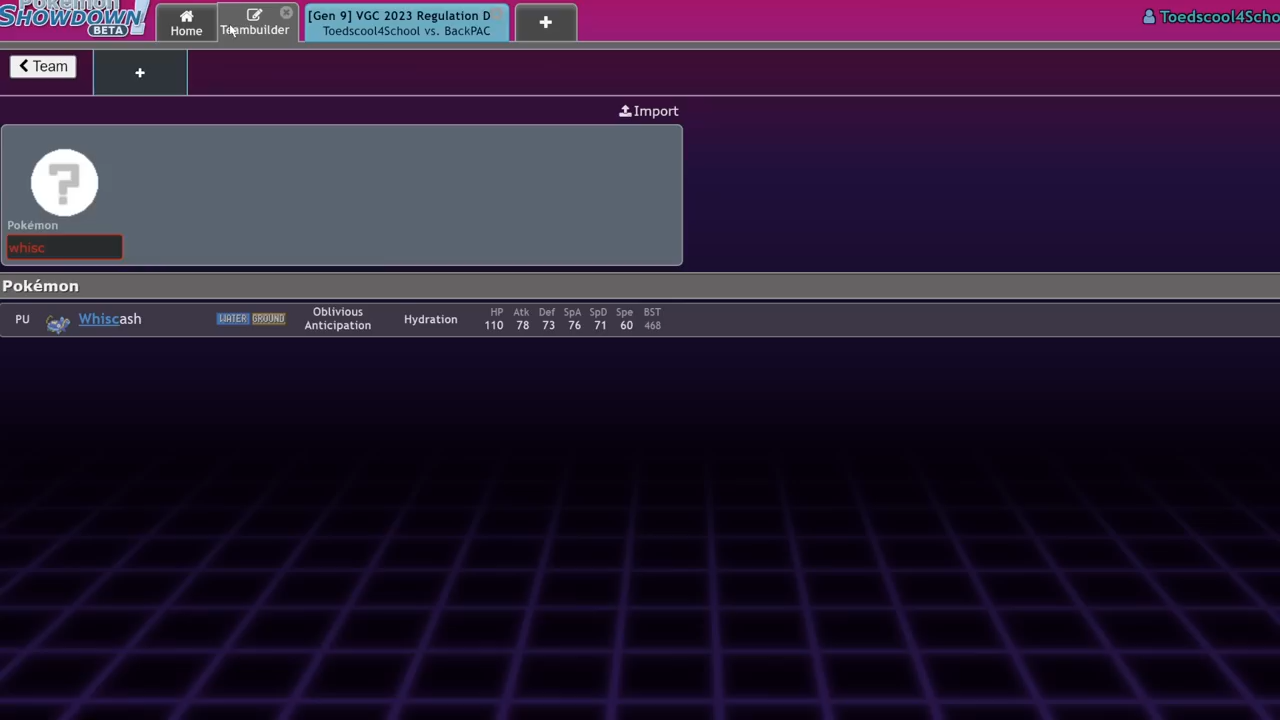 Pokémon
SHOWDOWN!
BETA
Home
Teambuilder
[Gen 9] VGC 2023 Regulation D
Toedscool4School vs. BackPAC
+
Toedscool4Scho
Team
+
Import
?
Pokémon
whisc
Pokémon
PU Whiscash WATER GROUND Oblivious Anticipation Hydration
HP Atk Def SpA SpD Spe BST
110 78 73 76 71 60 468